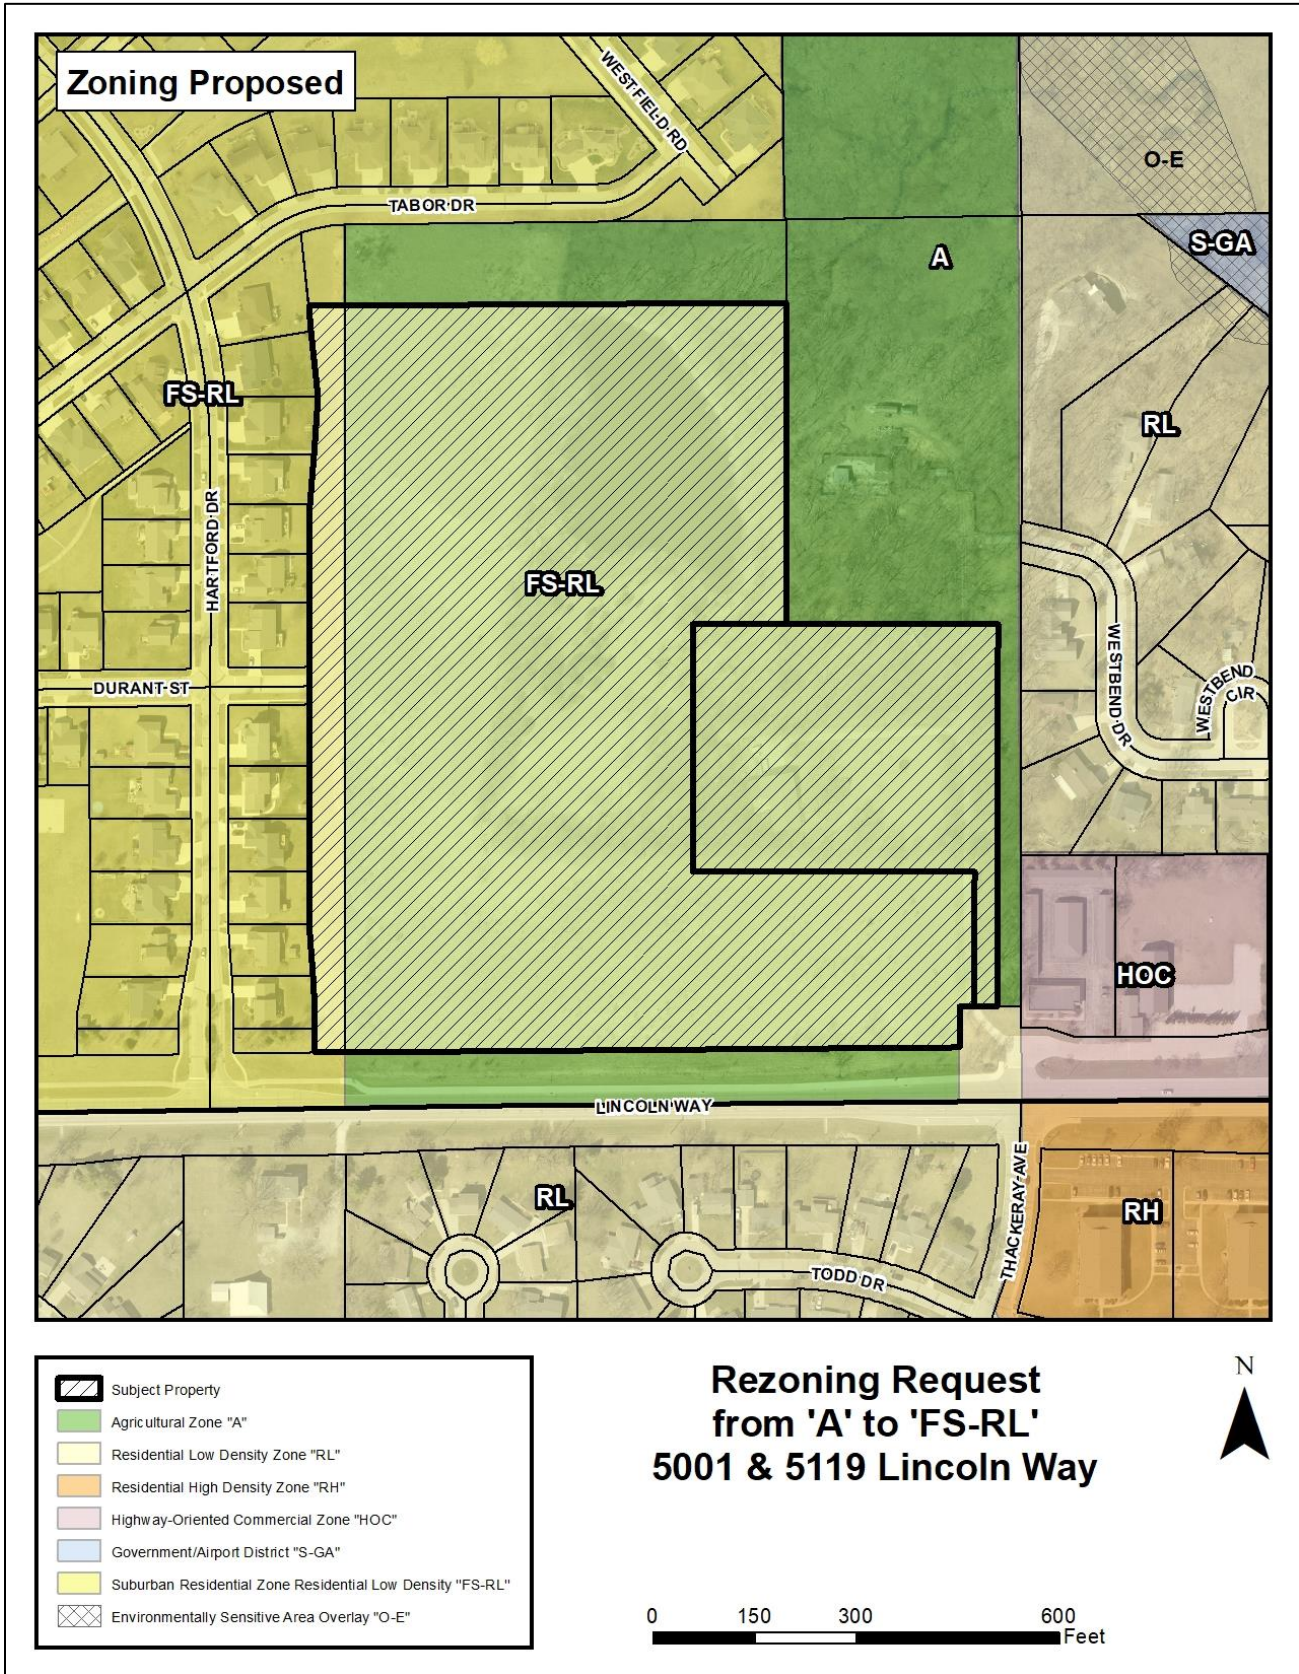 Zoning Proposed
WESTFIELD RD
TABOR DR
O-E
S-GA
A
FS-RL
RL
HARTFORD DR
FS-RL
DURANT ST
WESTBEND DR
WESTBEND
CIR
HOC
LINCOLN WAY
RL
THACKERAY AVE
RH
TODD DR
Subject Property
Agricultural Zone "A"
Residential Low Density Zone "RL"
Residential High Density Zone "RH"
Highway-Oriented Commercial Zone "HOC"
Government/Airport District "S-GA"
Suburban Residential Zone Residential Low Density "FS-RL"
Environmentally Sensitive Area Overlay "O-E"
Rezoning Request
from 'A' to 'FS-RL'
5001 & 5119 Lincoln Way
N
0 150 300 600
Feet